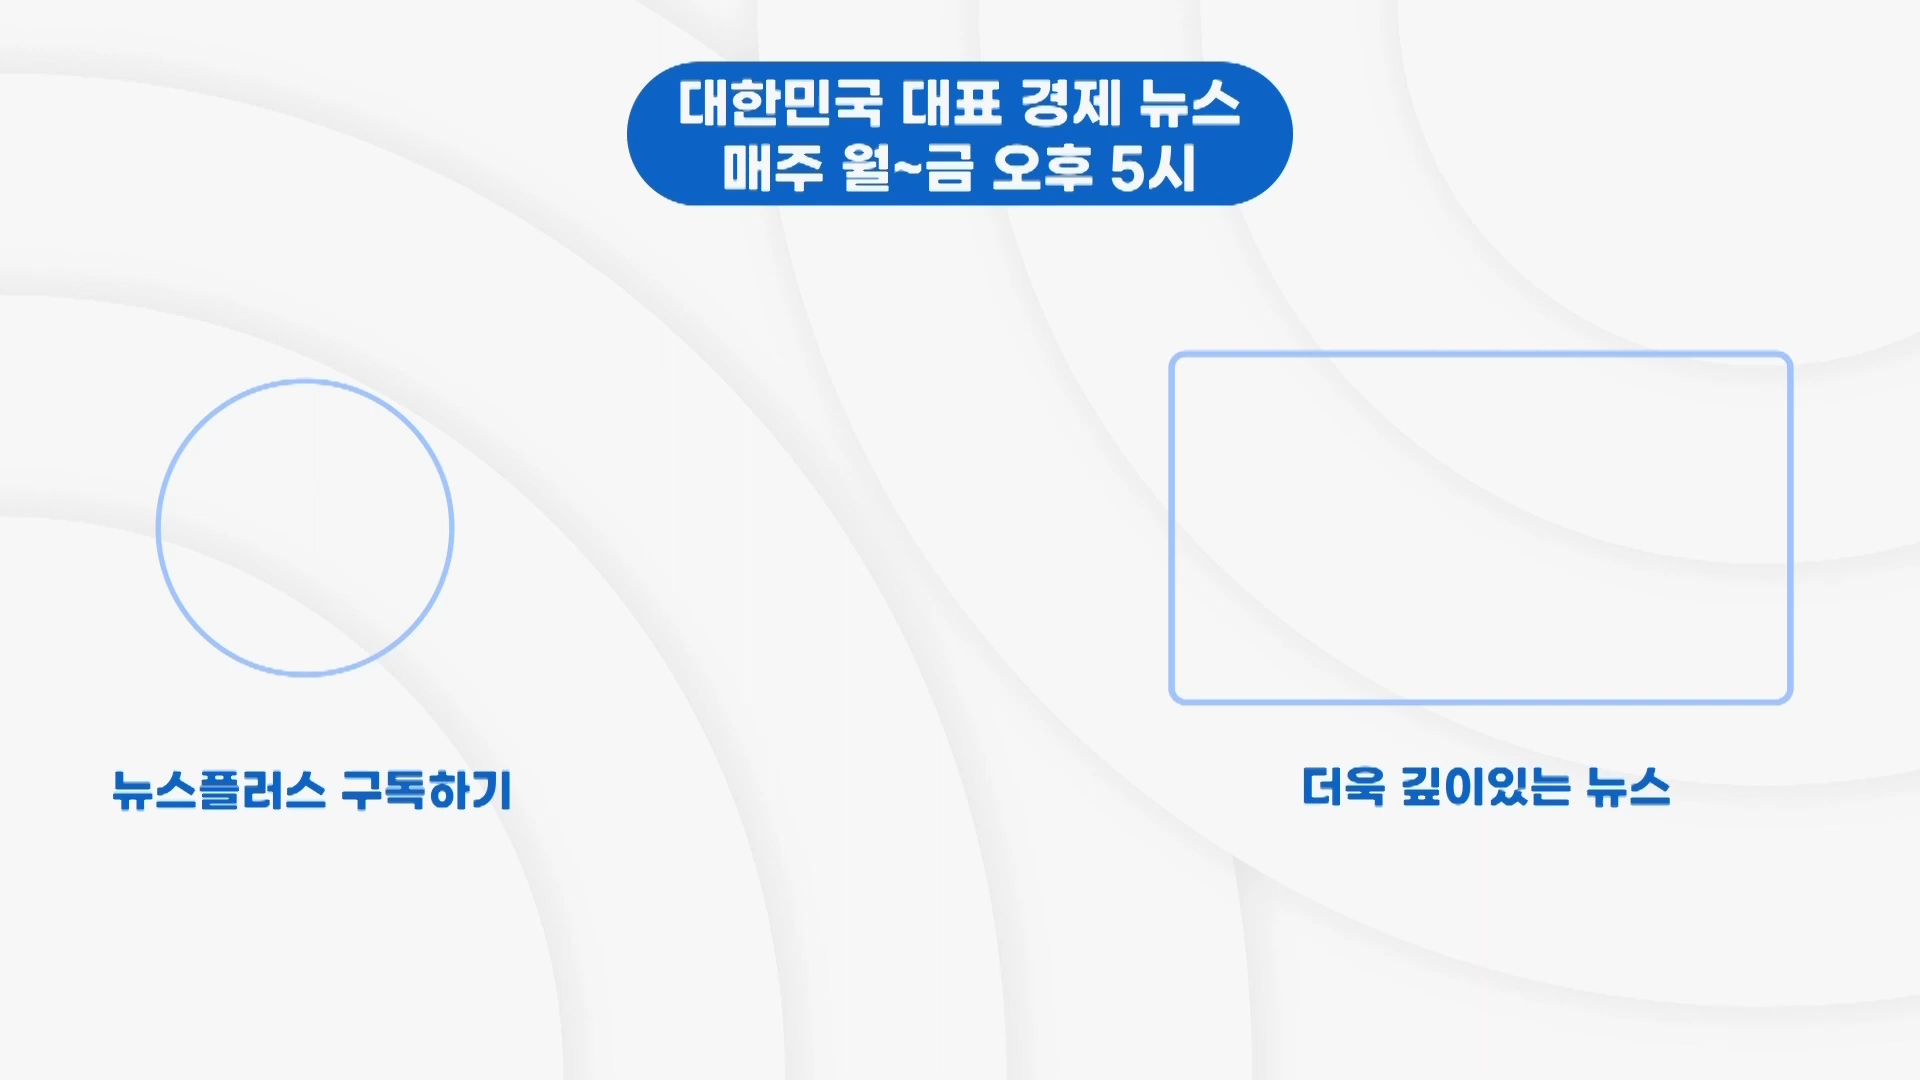 대한민국 대표 경제 뉴스
매주 월~금 오후 5시
뉴스플러스 구독하기
더욱 깊이있는 뉴스